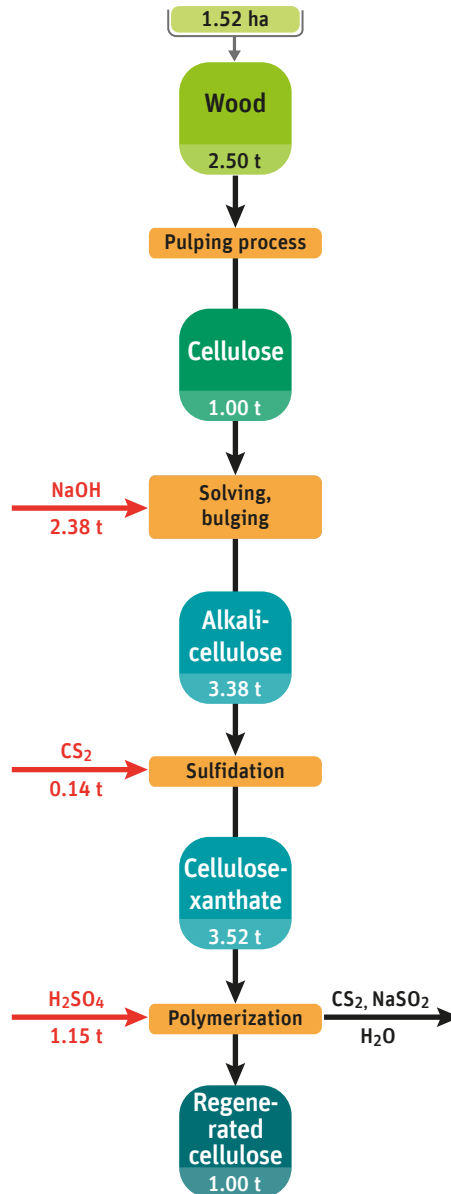 1.52 ha
Wood
2.50 t
Pulping process
Cellulose
1.00 t
NaOH
2.38 t
Solving,
bulging
Alkali-
cellulose
3.38 t
CS₂
0.14 t
Sulfidation
Cellulose-
xanthate
3.52 t
H₂SO₄
1.15 t
Polymerization
CS₂, NaSO₂
H₂O
Regene-
rated
cellulose
1.00 t